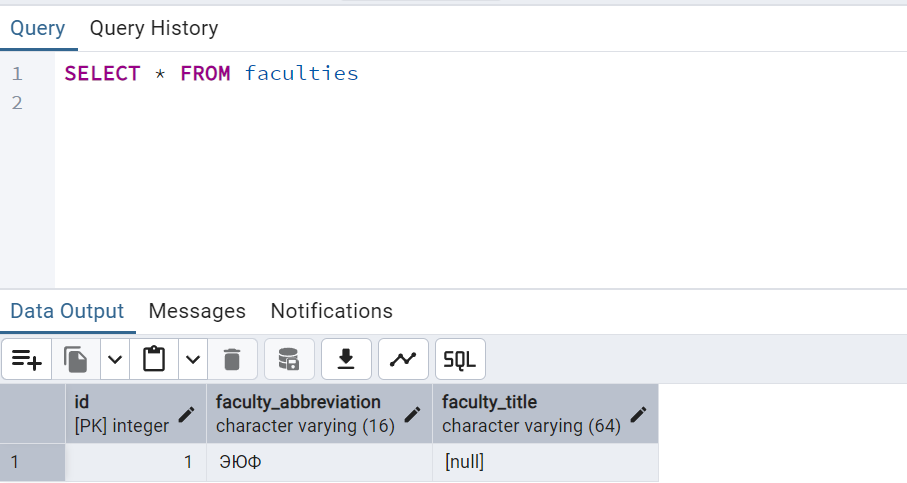 Query Query History
1 SELECT * FROM faculties
2
Data Output Messages Notifications
SQL
id faculty_abbreviation faculty_title
[PK] integer character varying (16) character varying (64)
1 1 ЭЮФ [null]